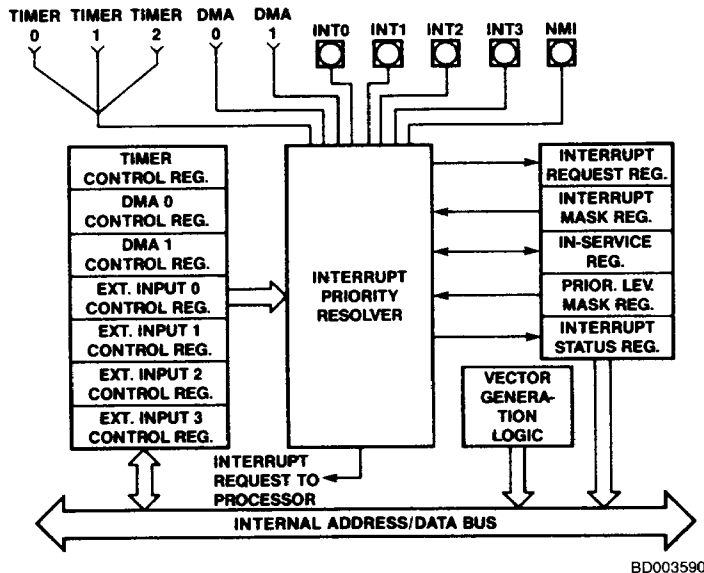 TIMER TIMER TIMER DMA DMA
0 1 2 0 1
INT0 INT1 INT2 INT3 NMI
TIMER
CONTROL REG.
DMA 0
CONTROL REG.
DMA 1
CONTROL REG.
EXT. INPUT 0
CONTROL REG.
EXT. INPUT 1
CONTROL REG.
EXT. INPUT 2
CONTROL REG.
EXT. INPUT 3
CONTROL REG.
INTERRUPT
PRIORITY
RESOLVER
INTERRUPT
REQUEST REG.
INTERRUPT
MASK REG.
IN-SERVICE
REG.
PRIOR. LEV.
MASK REG.
INTERRUPT
STATUS REG.
VECTOR
GENERA-
TION
LOGIC
INTERRUPT
REQUEST TO
PROCESSOR
INTERNAL ADDRESS/DATA BUS
BD003590